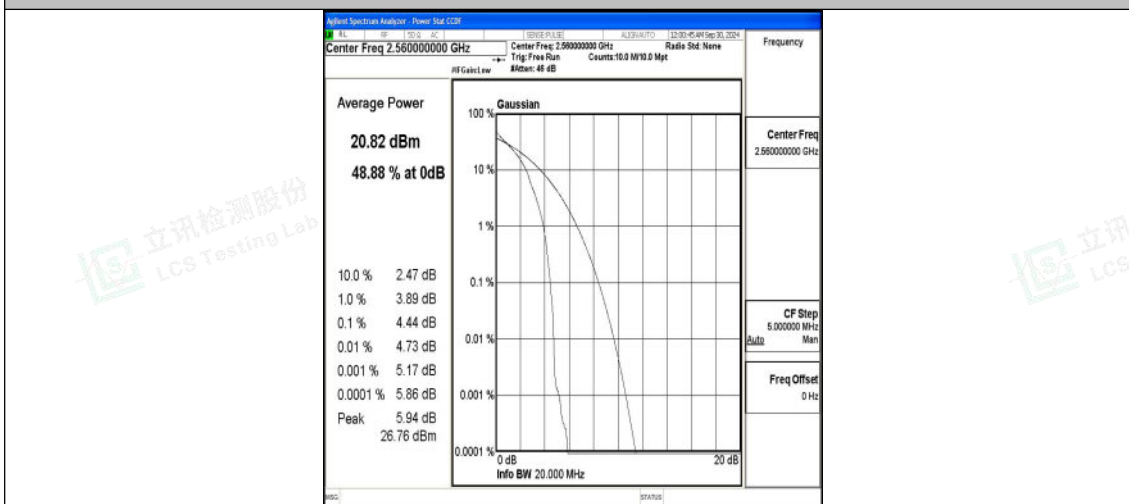 Agilent Spectrum Analyzer - Power Stat CCDF
RL RF 50 Ω AC SENSE:PULSE ALIGNAUTO 12:00:45 AM Sep 30, 2024
Center Freq 2.560000000 GHz
Center Freq: 2.560000000 GHz
Radio Std: None
Trig: Free Run
Counts:10.0 M/10.0 Mpt
#IFGain:Low
#Atten: 46 dB
Frequency
Average Power
20.82 dBm
48.88 % at 0dB
10.0 % 2.47 dB
1.0 % 3.89 dB
0.1 % 4.44 dB
0.01 % 4.73 dB
0.001 % 5.17 dB
0.0001 % 5.86 dB
Peak 5.94 dB
26.76 dBm
Gaussian
100 %
10 %
1 %
0.1 %
0.01 %
0.001 %
0.0001 %
0 dB
20 dB
Info BW 20.000 MHz
Center Freq
2.560000000 GHz
CF Step
5.000000 MHz
Auto Man
Freq Offset
0 Hz
MSG
STATUS
立讯检测股份
LCS Testing Lab
LCS
立讯
LCS